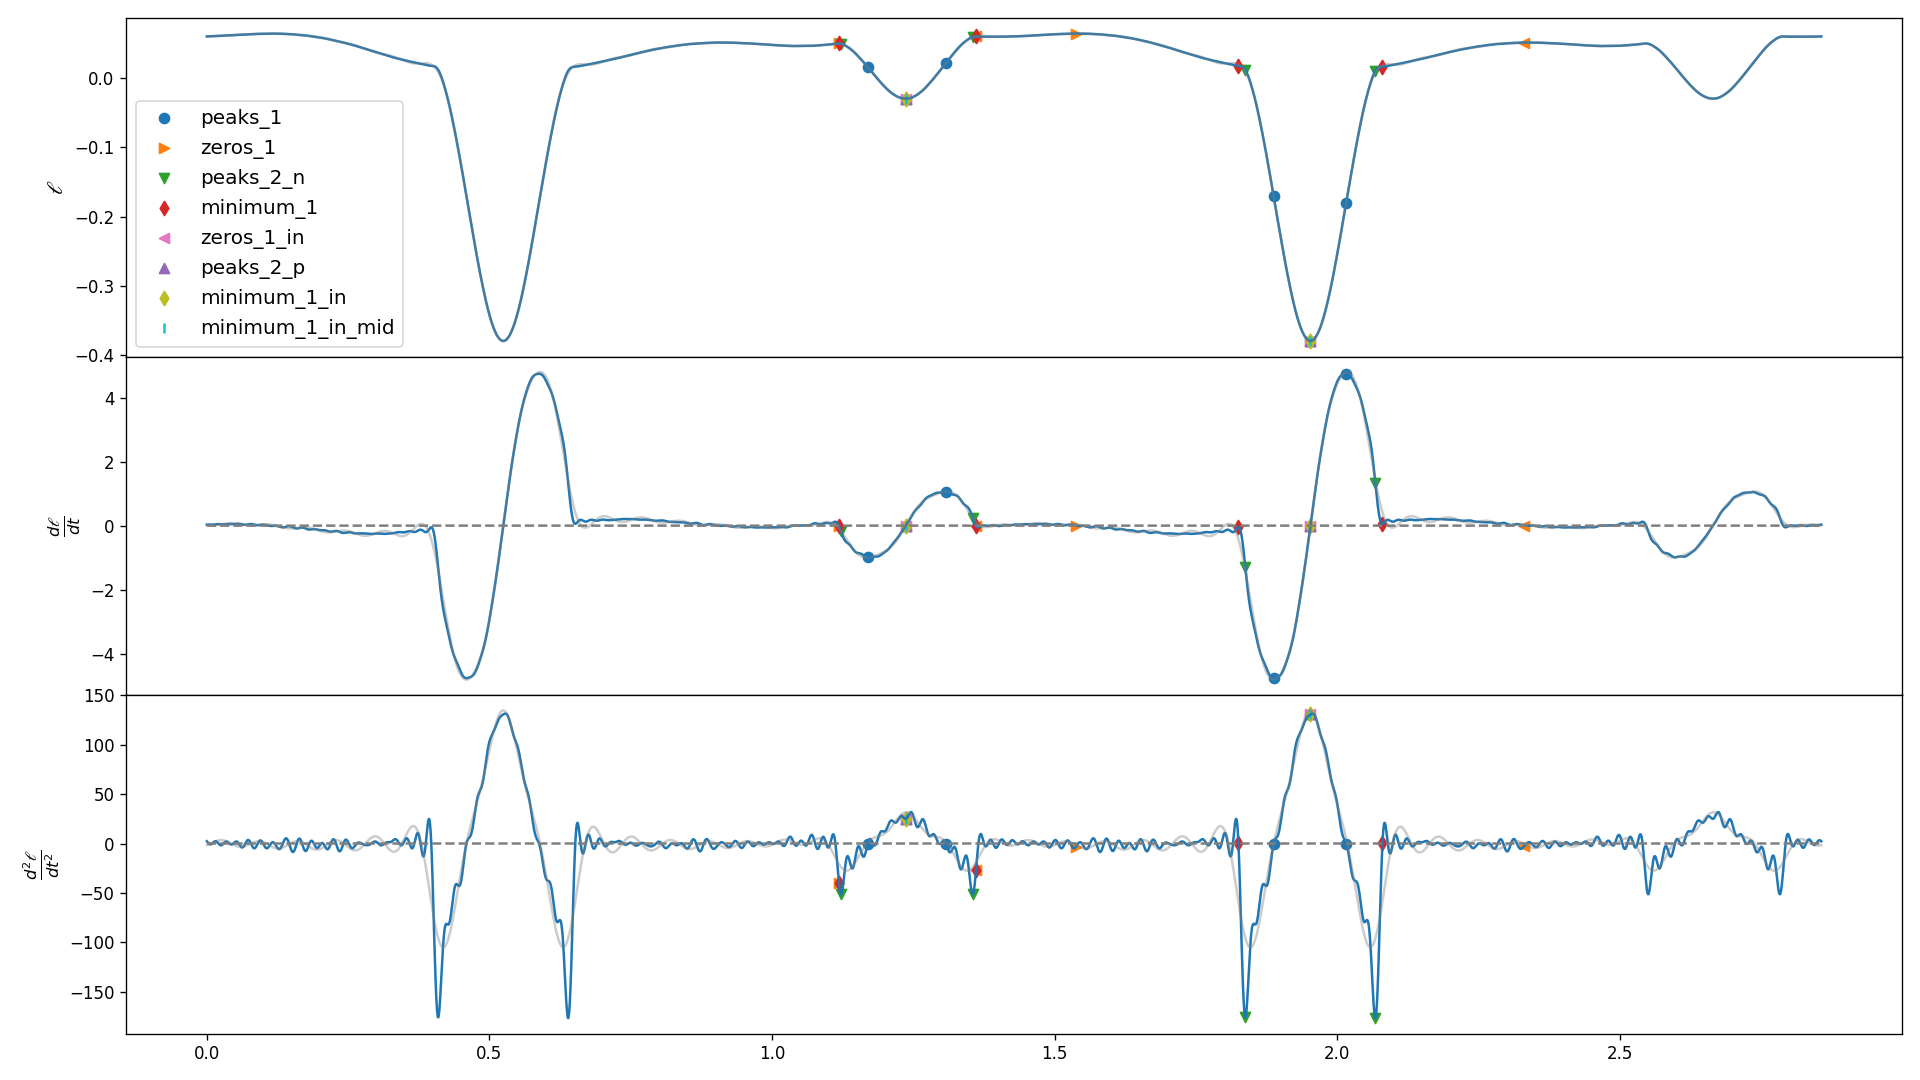 0.0
−0.1
−0.2
−0.3
−0.4
ℓ
peaks_1
zeros_1
peaks_2_n
minimum_1
zeros_1_in
peaks_2_p
minimum_1_in
minimum_1_in_mid
4
2
0
−2
−4
dℓ
dt
150
100
50
0
−50
−100
−150
d²ℓ
dt²
0.0 0.5 1.0 1.5 2.0 2.5